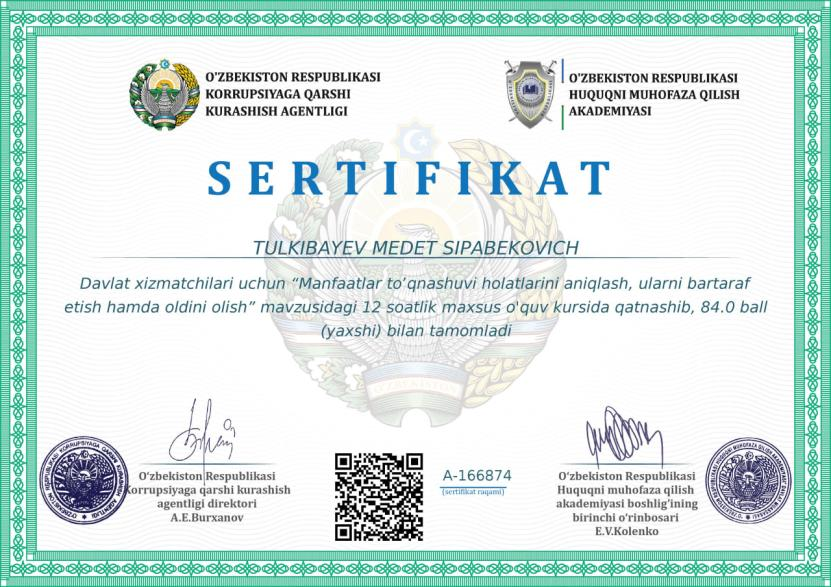 O'ZBEKISTON RESPUBLIKASI
KORRUPSIYAGA QARSHI
KURASHISH AGENTLIGI
O'ZBEKISTON RESPUBLIKASI
HUQUQNI MUHOFAZA QILISH
AKADEMIYASI
SERTIFIKAT
TULKIBAYEV MEDET SIPABEKOVICH
Davlat xizmatchilari uchun “Manfaatlar to’qnashuvi holatlarini aniqlash, ularni bartaraf
etish hamda oldini olish” mavzusidagi 12 soatlik maxsus o'quv kursida qatnashib, 84.0 ball
(yaxshi) bilan tamomladi
O‘zbekiston Respublikasi
Korrupsiyaga qarshi kurashish
agentligi direktori
A.E.Burxanov
A-166874
(sertifikat raqami)
O‘zbekiston Respublikasi
Huquqni muhofaza qilish
akademiyasi boshlig‘ining
birinchi o‘rinbosari
E.V.Kolenko